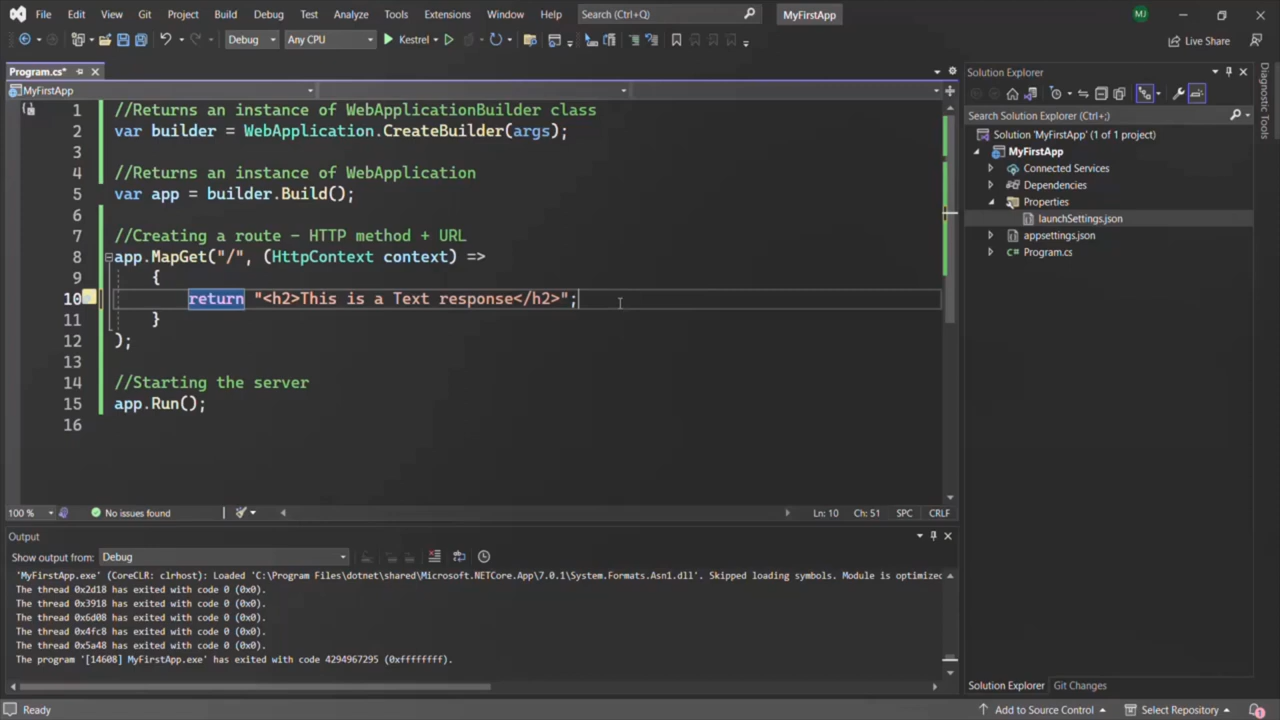 File Edit View Git Project Build Debug Test Analyze Tools Extensions Window Help Search (Ctrl+Q) MyFirstApp MJ
Debug Any CPU Kestrel Live Share
Program.cs*
MyFirstApp
1 //Returns an instance of WebApplicationBuilder class
2 var builder = WebApplication.CreateBuilder(args);
3
4 //Returns an instance of WebApplication
5 var app = builder.Build();
6
7 //Creating a route - HTTP method + URL
8 app.MapGet("/", (HttpContext context) =>
9 {
10 return "<h2>This is a Text response</h2>";
11 }
12 );
13
14 //Starting the server
15 app.Run();
16
100 % No issues found Ln: 10 Ch: 51 SPC CRLF
Output
Show output from: Debug
'MyFirstApp.exe' (CoreCLR: clrhost): Loaded 'C:\Program Files\dotnet\shared\Microsoft.NETCore.App\7.0.1\System.Formats.Asn1.dll'. Skipped loading symbols. Module is optimized
The thread 0x2d18 has exited with code 0 (0x0).
The thread 0x3918 has exited with code 0 (0x0).
The thread 0x6d08 has exited with code 0 (0x0).
The thread 0x4fc8 has exited with code 0 (0x0).
The thread 0x5a48 has exited with code 0 (0x0).
The program '[14608] MyFirstApp.exe' has exited with code 4294967295 (0xffffffff).
Solution Explorer
Search Solution Explorer (Ctrl+;)
Solution 'MyFirstApp' (1 of 1 project)
MyFirstApp
Connected Services
Dependencies
Properties
launchSettings.json
appsettings.json
Program.cs
Solution Explorer Git Changes
Diagnostic Tools
Ready Add to Source Control Select Repository 1